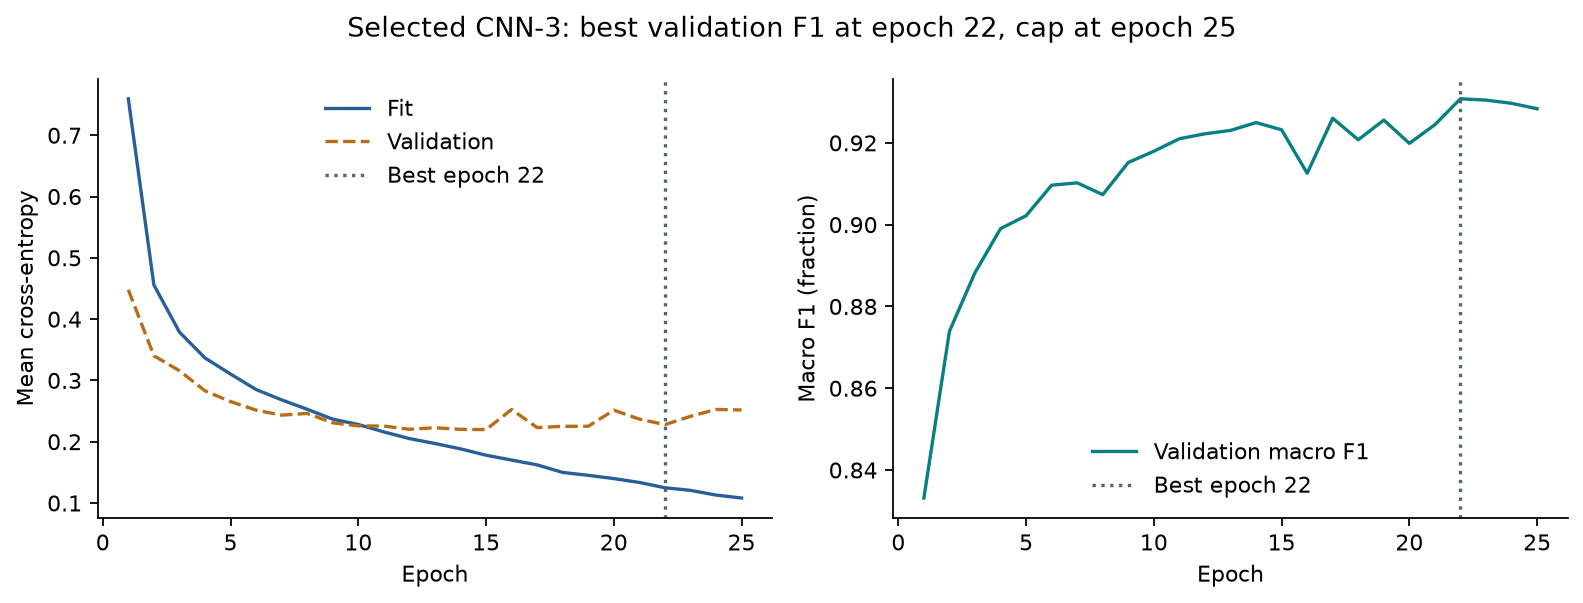 Selected CNN-3: best validation F1 at epoch 22, cap at epoch 25
Mean cross-entropy
0.7
0.6
0.5
0.4
0.3
0.2
0.1
Fit
Validation
Best epoch 22
0 5 10 15 20 25
Epoch
Macro F1 (fraction)
0.92
0.90
0.88
0.86
0.84
Validation macro F1
Best epoch 22
0 5 10 15 20 25
Epoch